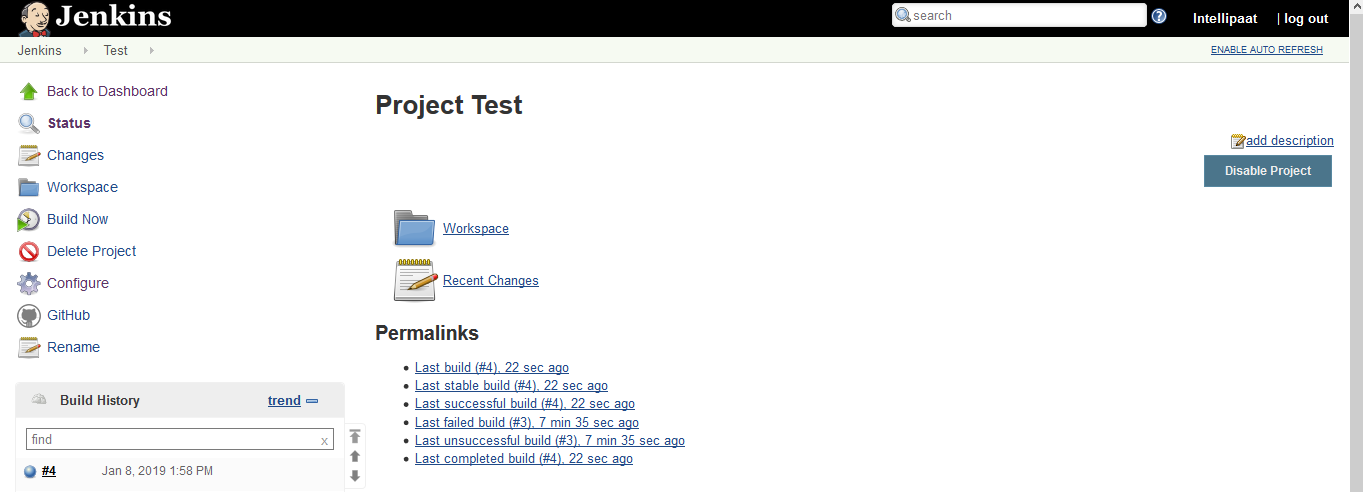 Jenkins
search
Intellipaat | log out
Jenkins Test
ENABLE AUTO REFRESH
Back to Dashboard
Status
Changes
Workspace
Build Now
Delete Project
Configure
GitHub
Rename
Build History trend
find x
#4 Jan 8, 2019 1:58 PM
Project Test
add description
Disable Project
Workspace
Recent Changes
Permalinks
Last build (#4), 22 sec ago
Last stable build (#4), 22 sec ago
Last successful build (#4), 22 sec ago
Last failed build (#3), 7 min 35 sec ago
Last unsuccessful build (#3), 7 min 35 sec ago
Last completed build (#4), 22 sec ago